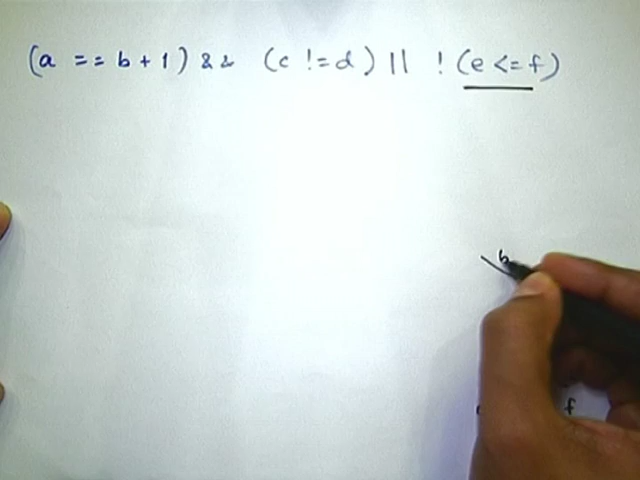 (a == b + 1) && (c != d) || ! (e <= f)
b
f